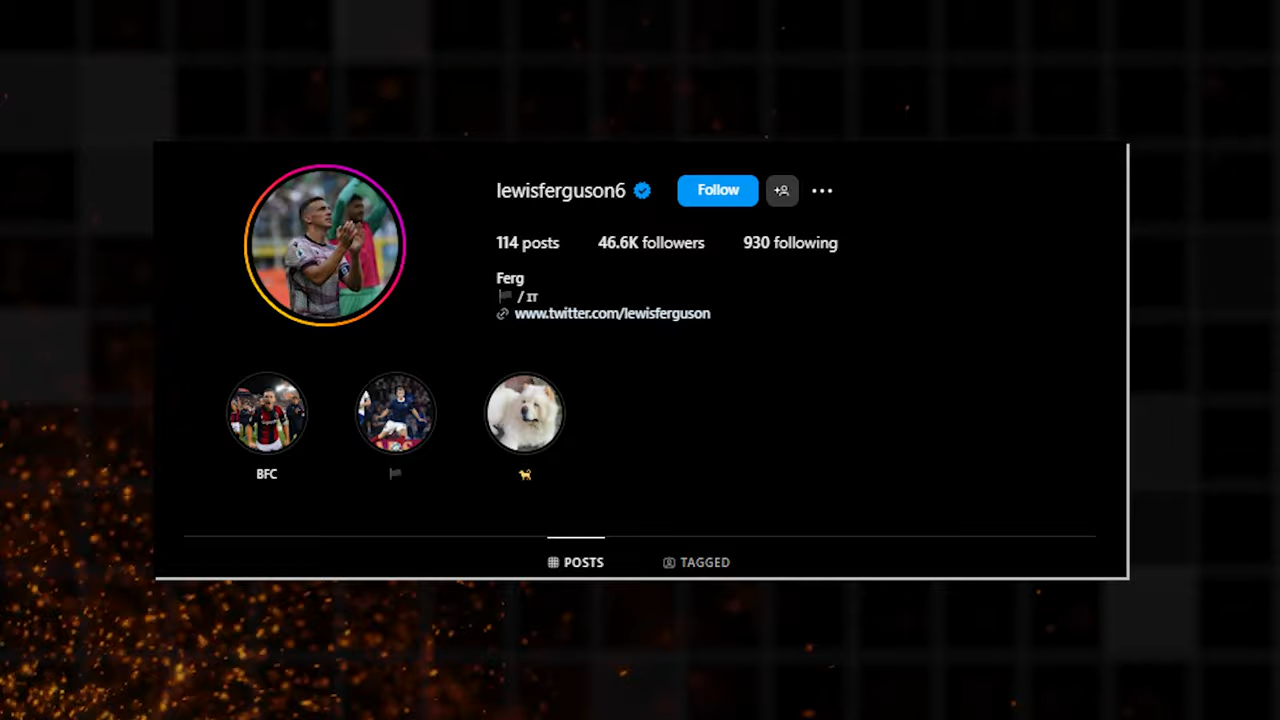 lewisferguson6 Follow
114 posts 46.6K followers 930 following
Ferg
/ IT
www.twitter.com/lewisferguson
BFC
POSTS TAGGED